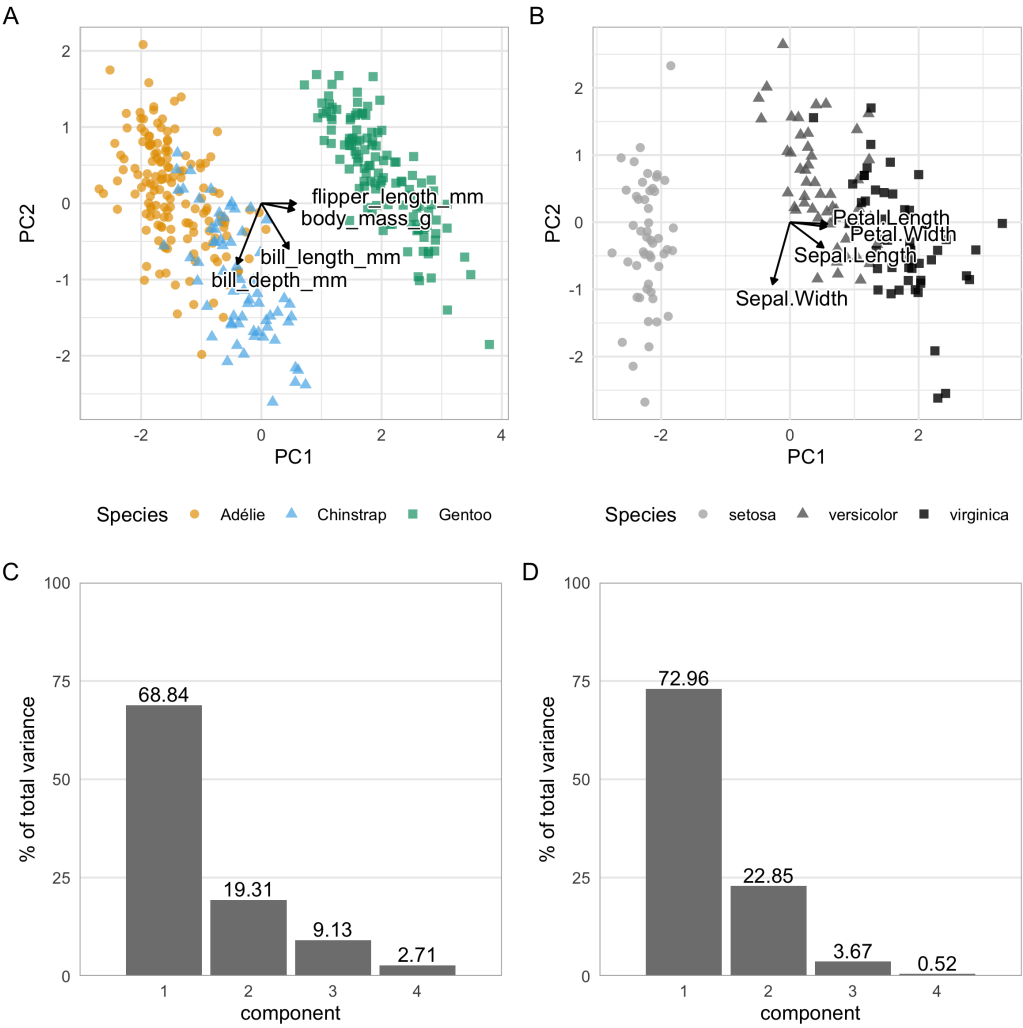 A
PC2
2
1
0
-1
-2
flipper_length_mm
body_mass_g
bill_length_mm
bill_depth_mm
-2 0 2 4
PC1
Species Adélie Chinstrap Gentoo
B
PC2
2
1
0
-1
-2
Petal.Length
Petal.Width
Sepal.Length
Sepal.Width
-2 0 2
PC1
Species setosa versicolor virginica
C
% of total variance
100
75
50
25
0
68.84
19.31
9.13
2.71
1 2 3 4
component
D
% of total variance
100
75
50
25
0
72.96
22.85
3.67
0.52
1 2 3 4
component